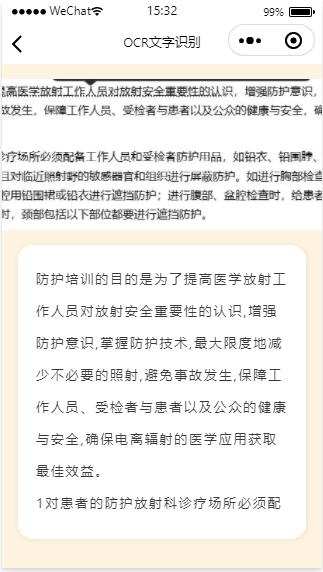 WeChat
15:32
99%
OCR文字识别
提高医学放射工作人员对放射安全重要性的认识，增强防护意识，
故发生，保障工作人员、受检者与患者以及公众的健康与安全，确
诊疗场所必须配备工作人员和受检者防护用品，如铅衣、铅围脖、
且对临近照射野的敏感器官和组织进行屏蔽防护。如进行胸部检查
腔用铅围裙或铅衣进行遮挡防护；进行腹部、盆腔检查时，给患者
时，颈部包括以下部位都要进行遮挡防护。
防护培训的目的是为了提高医学放射工
作人员对放射安全重要性的认识,增强
防护意识,掌握防护技术,最大限度地减
少不必要的照射,避免事故发生,保障工
作人员、受检者与患者以及公众的健康
与安全,确保电离辐射的医学应用获取
最佳效益。
1对患者的防护放射科诊疗场所必须配